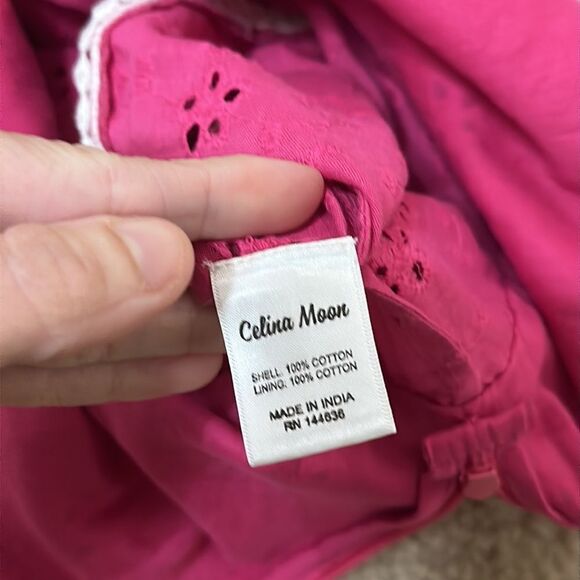 Celina Moon
SHELL: 100% COTTON
LINING: 100% COTTON
MADE IN INDIA
RN 144636